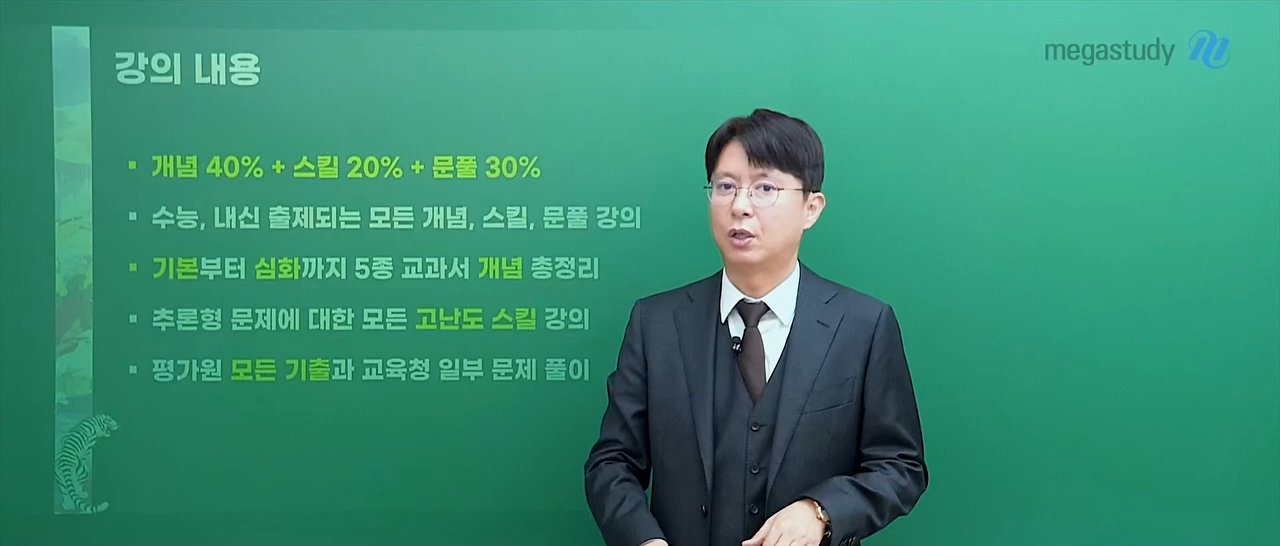 강의 내용
megastudy
▪ 개념 40% + 스킬 20% + 문풀 30%
▪ 수능, 내신 출제되는 모든 개념, 스킬, 문풀 강의
▪ 기본부터 심화까지 5종 교과서 개념 총정리
▪ 추론형 문제에 대한 모든 고난도 스킬 강의
▪ 평가원 모든 기출과 교육청 일부 문제 풀이